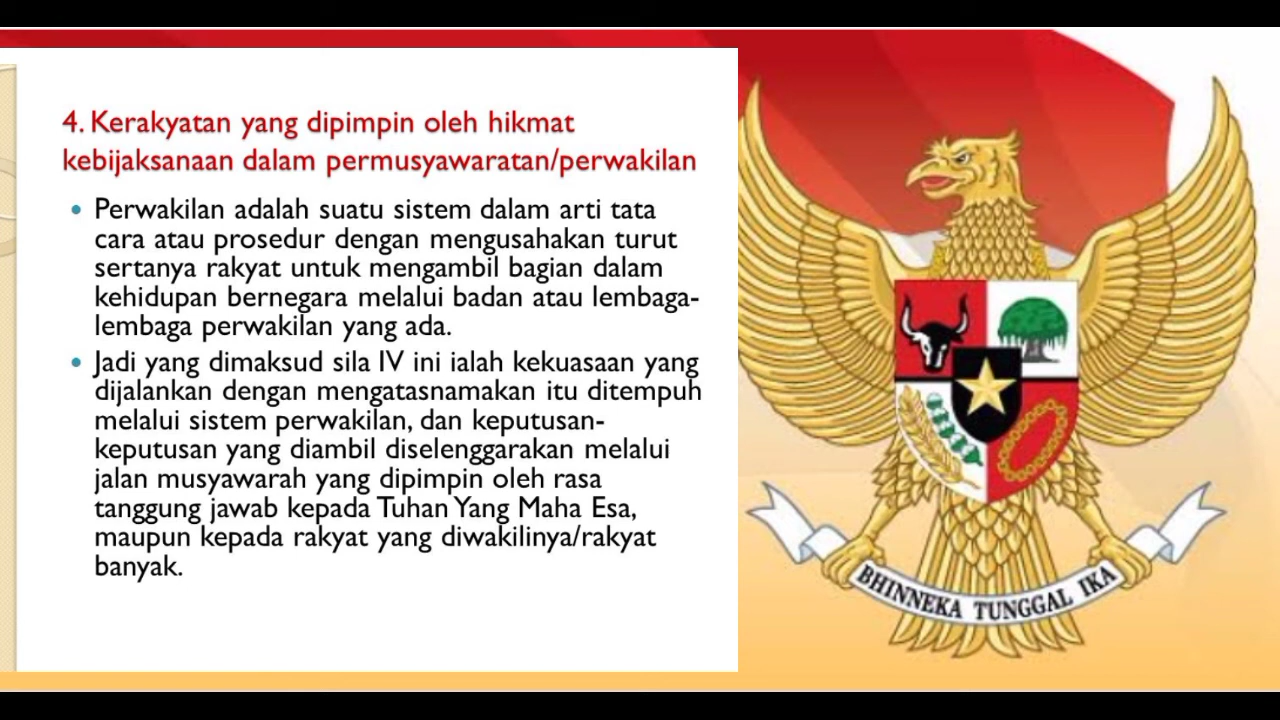 4. Kerakyatan yang dipimpin oleh hikmat
kebijaksanaan dalam permusyawaratan/perwakilan
• Perwakilan adalah suatu sistem dalam arti tata
cara atau prosedur dengan mengusahakan turut
sertanya rakyat untuk mengambil bagian dalam
kehidupan bernegara melalui badan atau lembaga-
lembaga perwakilan yang ada.
• Jadi yang dimaksud sila IV ini ialah kekuasaan yang
dijalankan dengan mengatasnamakan itu ditempuh
melalui sistem perwakilan, dan keputusan-
keputusan yang diambil diselenggarakan melalui
jalan musyawarah yang dipimpin oleh rasa
tanggung jawab kepada Tuhan Yang Maha Esa,
maupun kepada rakyat yang diwakilinya/rakyat
banyak.
BHINNEKA TUNGGAL IKA